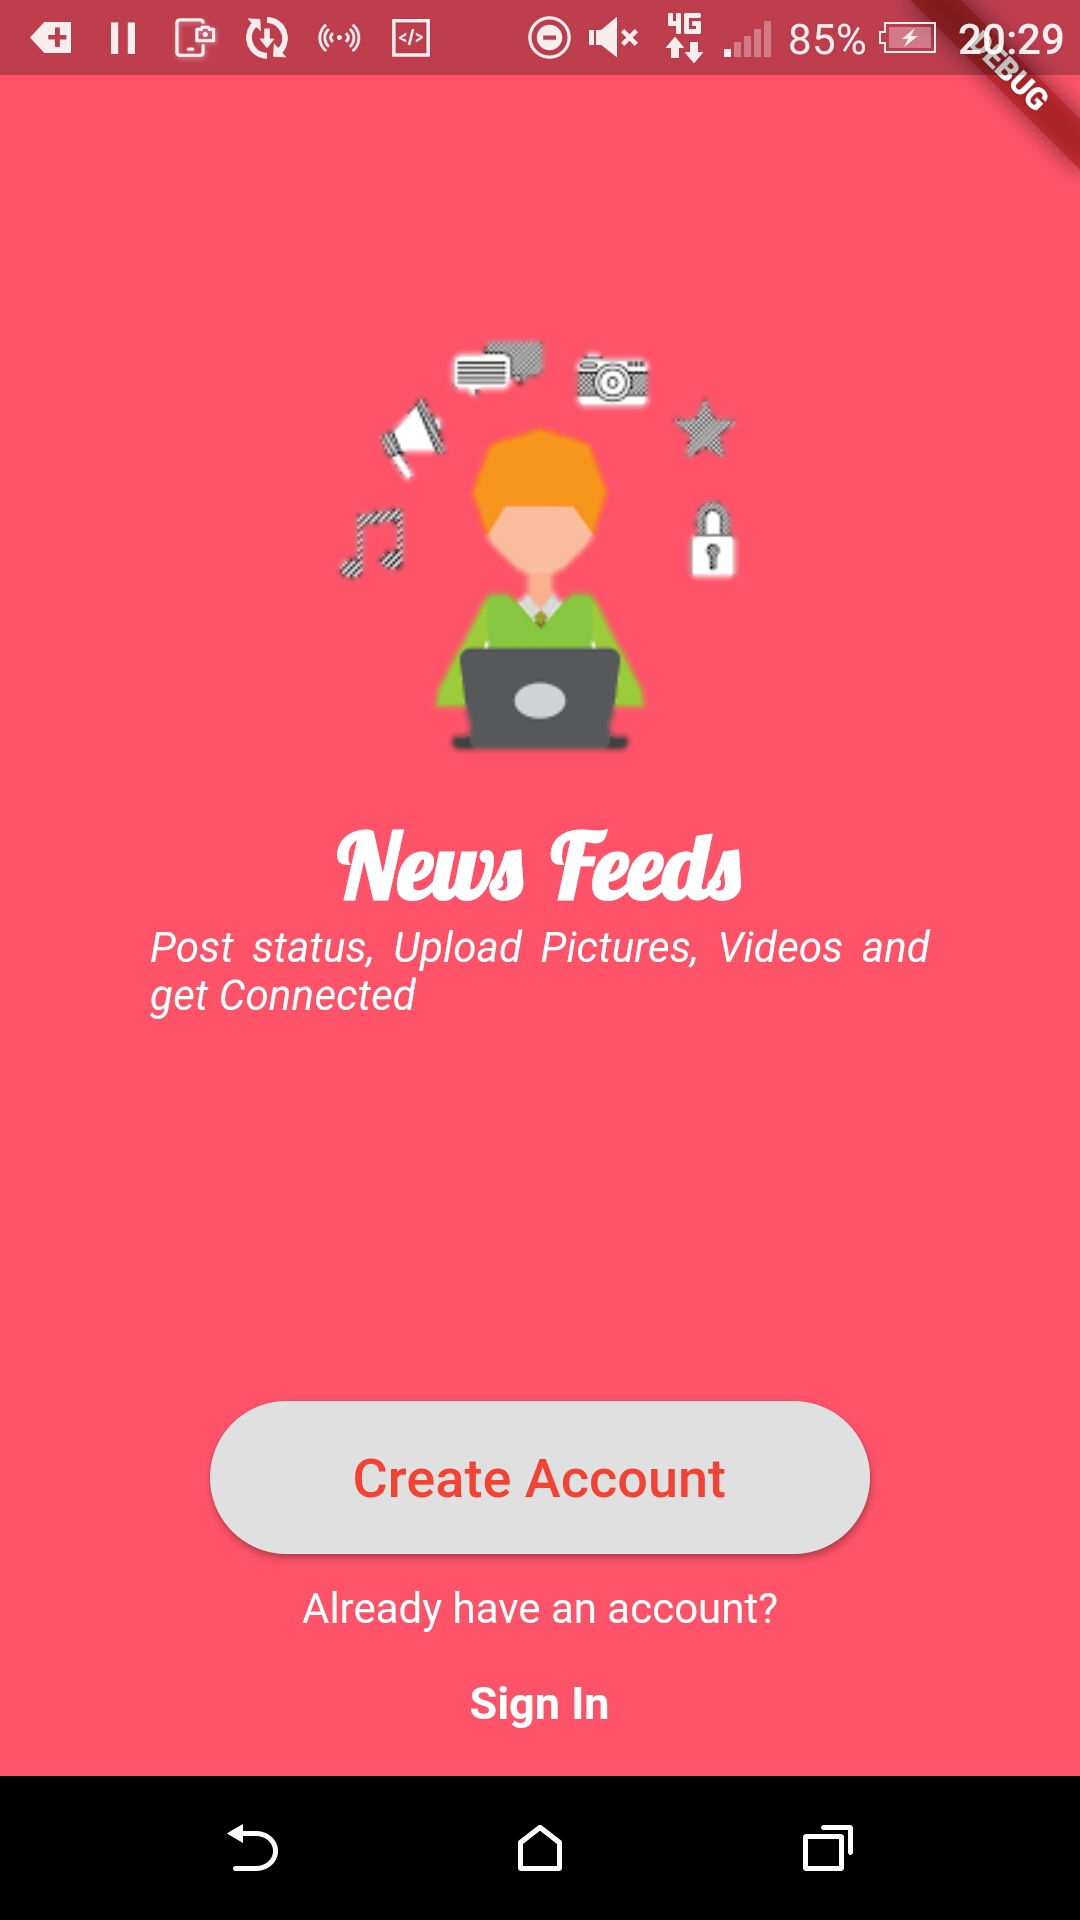 4G 85% 20:29
DEBUG
News Feeds
Post status, Upload Pictures, Videos and
get Connected
Create Account
Already have an account?
Sign In